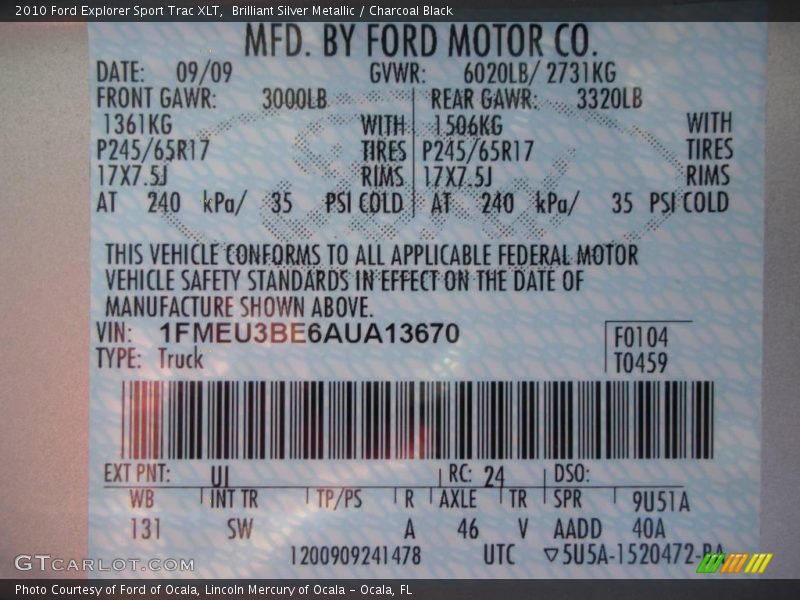 2010 Ford Explorer Sport Trac XLT,  Brilliant Silver Metallic / Charcoal Black
MFD. BY FORD MOTOR CO.
DATE: 09/09 GVWR: 6020LB/ 2731KG
FRONT GAWR: 3000LB REAR GAWR: 3320LB
1361KG WITH 1506KG WITH
P245/65R17 TIRES P245/65R17 TIRES
17X7.5J RIMS 17X7.5J RIMS
AT 240 kPa/ 35 PSI COLD AT 240 kPa/ 35 PSI COLD
THIS VEHICLE CONFORMS TO ALL APPLICABLE FEDERAL MOTOR
VEHICLE SAFETY STANDARDS IN EFFECT ON THE DATE OF
MANUFACTURE SHOWN ABOVE.
VIN: 1FMEU3BE6AUA13670 F0104
TYPE: Truck T0459
EXT PNT: UI RC: 24 DSO:
WB INT TR TP/PS R AXLE TR SPR 9U51A
131 SW A 46 V AADD 40A
1200909241478 UTC ▽5U5A-1520472-BA
GTCARLOT.COM
Photo Courtesy of Ford of Ocala, Lincoln Mercury of Ocala – Ocala, FL